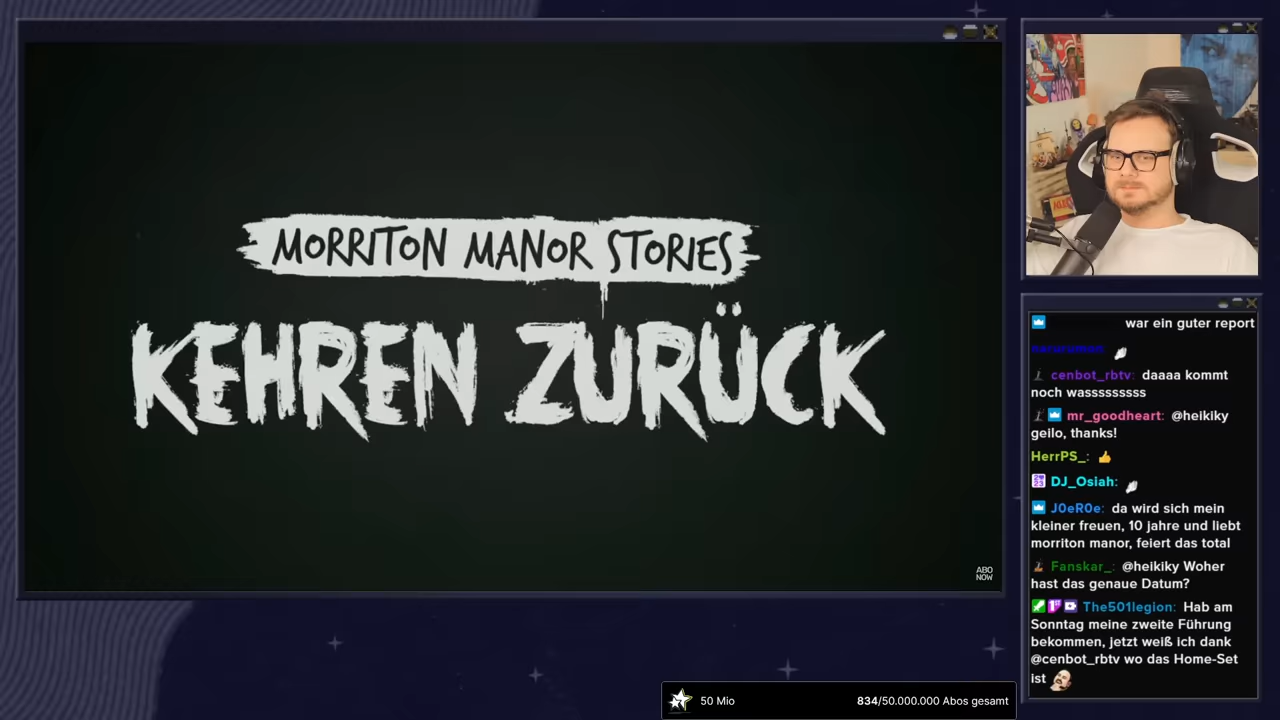 MORRITON MANOR STORIES
KEHREN ZURÜCK
ABO
NOW
war ein guter report
cenbot_rbtv: daaaa kommt
noch wasssssssss
mr_goodheart: @heikiky
geilo, thanks!
HerrPS_:
DJ_Osiah:
J0eR0e: da wird sich mein
kleiner freuen, 10 jahre und liebt
morriton manor, feiert das total
Fanskar_: @heikiky Woher
hast das genaue Datum?
The501legion: Hab am
Sonntag meine zweite Führung
bekommen, jetzt weiß ich dank
@cenbot_rbtv wo das Home-Set
ist
50 Mio
834/50.000.000 Abos gesamt